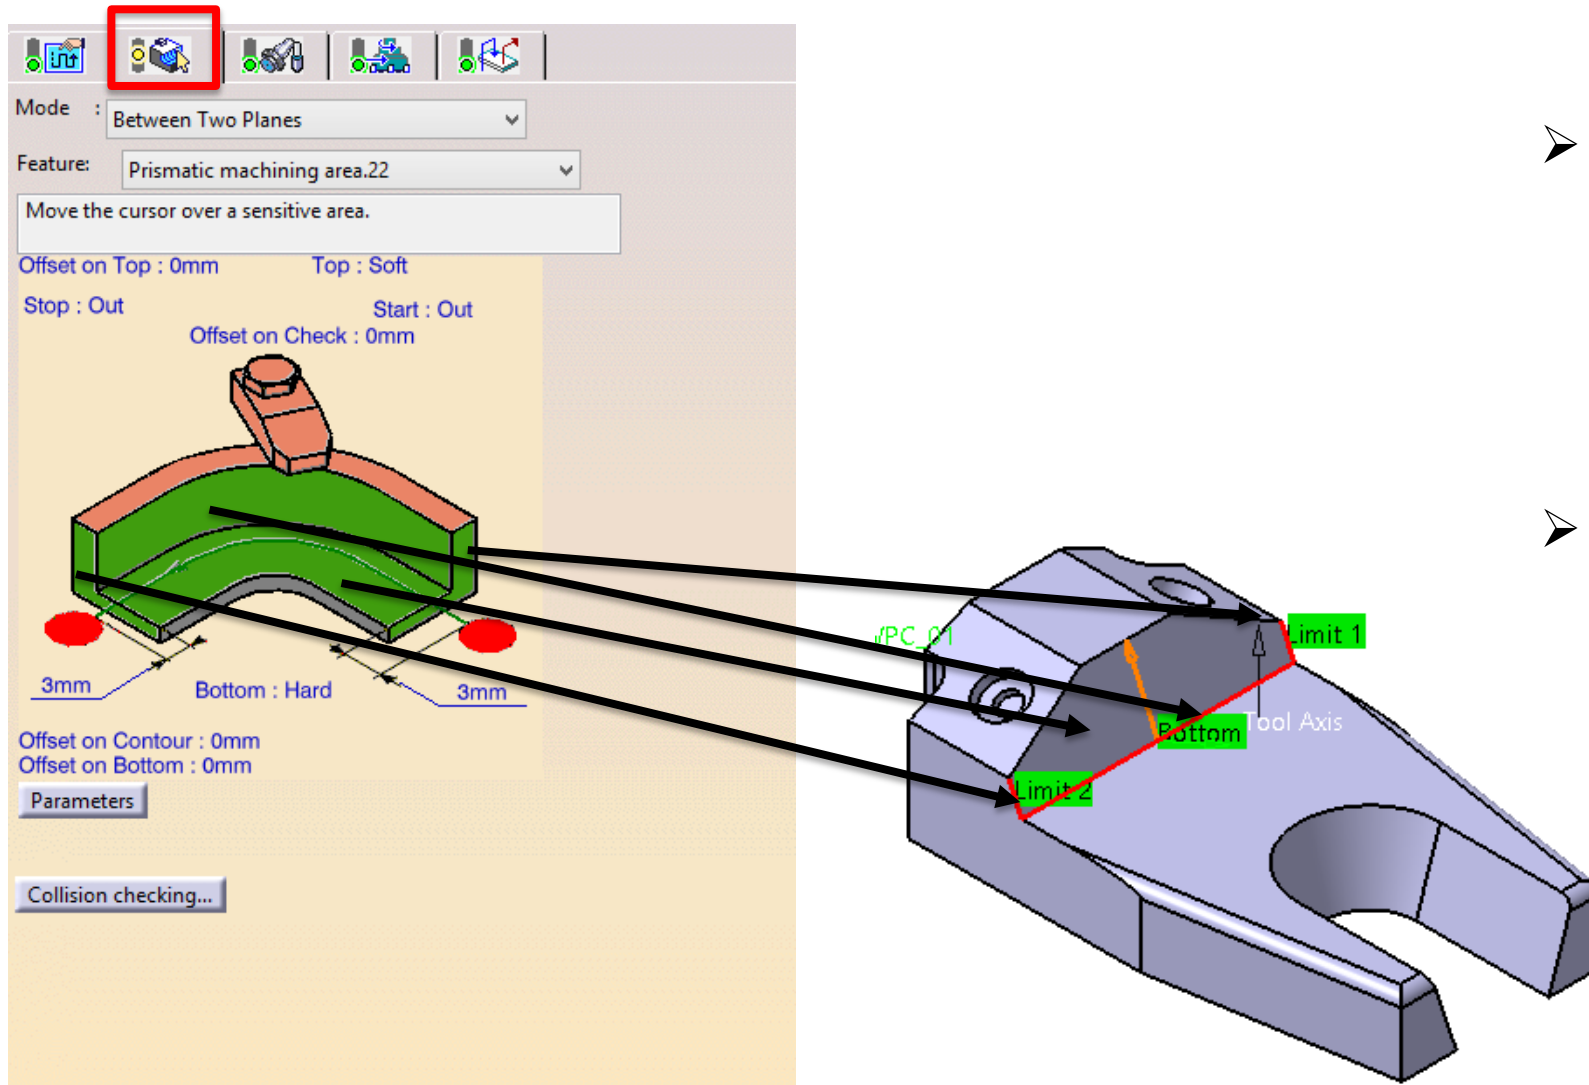 Mode :
Between Two Planes
Feature:
Prismatic machining area.22
Move the cursor over a sensitive area.
Offset on Top : 0mm
Top : Soft
Stop : Out
Start : Out
Offset on Check : 0mm
3mm
Bottom : Hard
3mm
Offset on Contour : 0mm
Offset on Bottom : 0mm
Parameters
Collision checking...
Limit 1
Bottom
Tool Axis
Limit 2